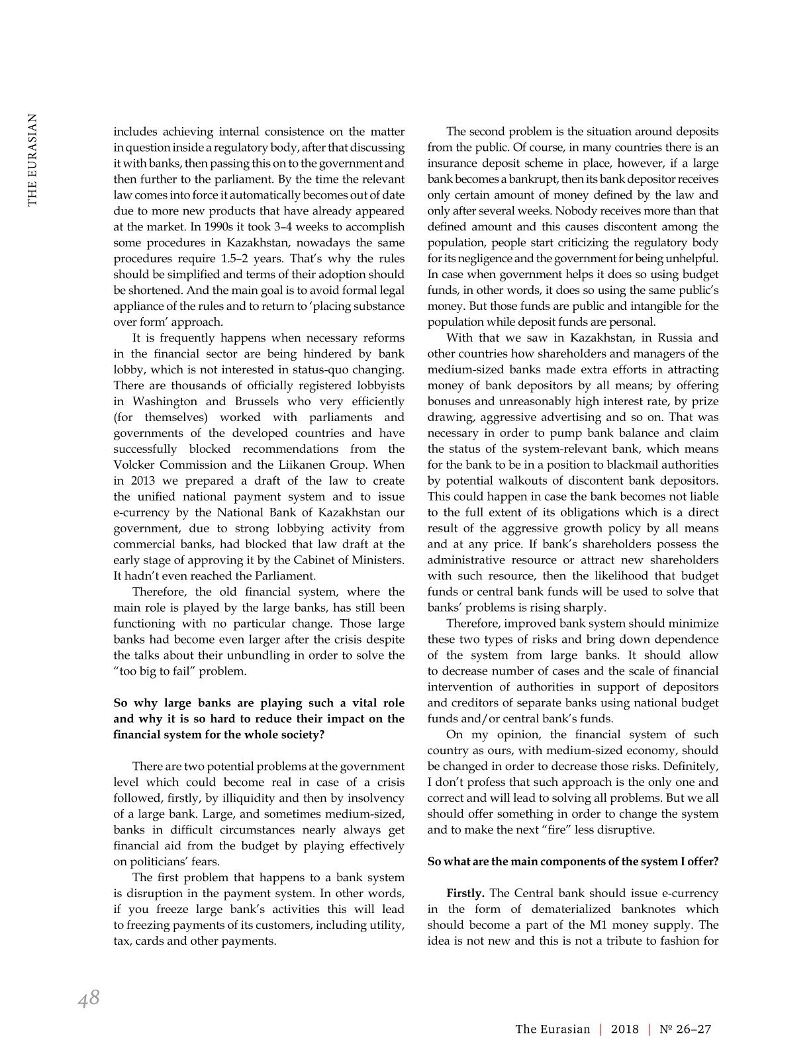 THE EURASIAN
includes achieving internal consistence on the matter
in question inside a regulatory body, after that discussing
it with banks, then passing this on to the government and
then further to the parliament. By the time the relevant
law comes into force it automatically becomes out of date
due to more new products that have already appeared
at the market. In 1990s it took 3–4 weeks to accomplish
some procedures in Kazakhstan, nowadays the same
procedures require 1.5–2 years. That's why the rules
should be simplified and terms of their adoption should
be shortened. And the main goal is to avoid formal legal
appliance of the rules and to return to 'placing substance
over form' approach.
It is frequently happens when necessary reforms
in the financial sector are being hindered by bank
lobby, which is not interested in status-quo changing.
There are thousands of officially registered lobbyists
in Washington and Brussels who very efficiently
(for themselves) worked with parliaments and
governments of the developed countries and have
successfully blocked recommendations from the
Volcker Commission and the Liikanen Group. When
in 2013 we prepared a draft of the law to create
the unified national payment system and to issue
e-currency by the National Bank of Kazakhstan our
government, due to strong lobbying activity from
commercial banks, had blocked that law draft at the
early stage of approving it by the Cabinet of Ministers.
It hadn't even reached the Parliament.
Therefore, the old financial system, where the
main role is played by the large banks, has still been
functioning with no particular change. Those large
banks had become even larger after the crisis despite
the talks about their unbundling in order to solve the
"too big to fail" problem.
So why large banks are playing such a vital role
and why it is so hard to reduce their impact on the
financial system for the whole society?
There are two potential problems at the government
level which could become real in case of a crisis
followed, firstly, by illiquidity and then by insolvency
of a large bank. Large, and sometimes medium-sized,
banks in difficult circumstances nearly always get
financial aid from the budget by playing effectively
on politicians' fears.
The first problem that happens to a bank system
is disruption in the payment system. In other words,
if you freeze large bank's activities this will lead
to freezing payments of its customers, including utility,
tax, cards and other payments.
The second problem is the situation around deposits
from the public. Of course, in many countries there is an
insurance deposit scheme in place, however, if a large
bank becomes a bankrupt, then its bank depositor receives
only certain amount of money defined by the law and
only after several weeks. Nobody receives more than that
defined amount and this causes discontent among the
population, people start criticizing the regulatory body
for its negligence and the government for being unhelpful.
In case when government helps it does so using budget
funds, in other words, it does so using the same public's
money. But those funds are public and intangible for the
population while deposit funds are personal.
With that we saw in Kazakhstan, in Russia and
other countries how shareholders and managers of the
medium-sized banks made extra efforts in attracting
money of bank depositors by all means; by offering
bonuses and unreasonably high interest rate, by prize
drawing, aggressive advertising and so on. That was
necessary in order to pump bank balance and claim
the status of the system-relevant bank, which means
for the bank to be in a position to blackmail authorities
by potential walkouts of discontent bank depositors.
This could happen in case the bank becomes not liable
to the full extent of its obligations which is a direct
result of the aggressive growth policy by all means
and at any price. If bank's shareholders possess the
administrative resource or attract new shareholders
with such resource, then the likelihood that budget
funds or central bank funds will be used to solve that
banks' problems is rising sharply.
Therefore, improved bank system should minimize
these two types of risks and bring down dependence
of the system from large banks. It should allow
to decrease number of cases and the scale of financial
intervention of authorities in support of depositors
and creditors of separate banks using national budget
funds and/or central bank's funds.
On my opinion, the financial system of such
country as ours, with medium-sized economy, should
be changed in order to decrease those risks. Definitely,
I don't profess that such approach is the only one and
correct and will lead to solving all problems. But we all
should offer something in order to change the system
and to make the next "fire" less disruptive.
So what are the main components of the system I offer?
Firstly. The Central bank should issue e-currency
in the form of dematerialized banknotes which
should become a part of the M1 money supply. The
idea is not new and this is not a tribute to fashion for
48
The Eurasian | 2018 | № 26–27